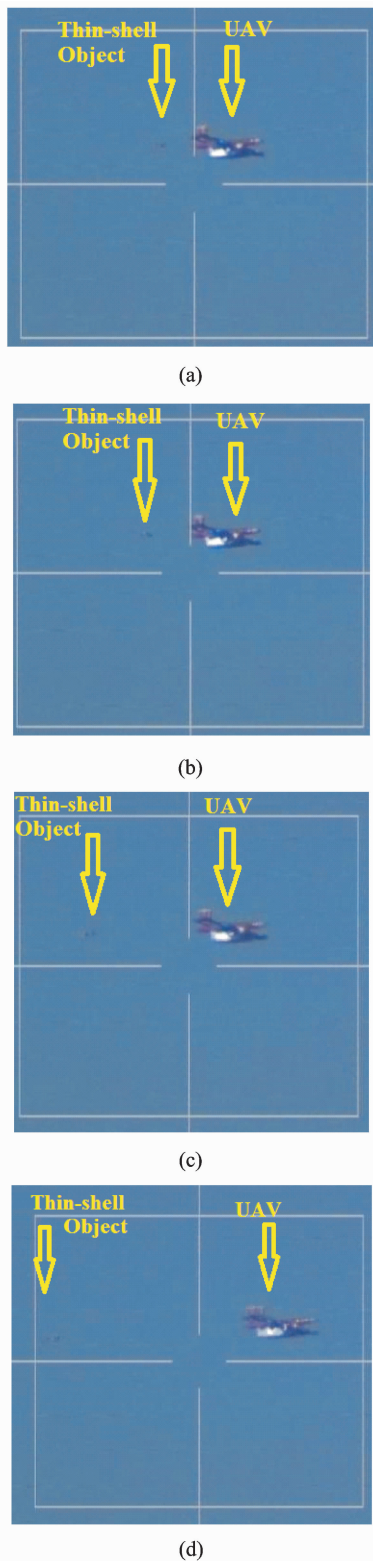 Thin-shell
Object
UAV
(a)
Thin-shell
Object
UAV
(b)
Thin-shell
Object
UAV
(c)
Thin-shell
Object
UAV
(d)